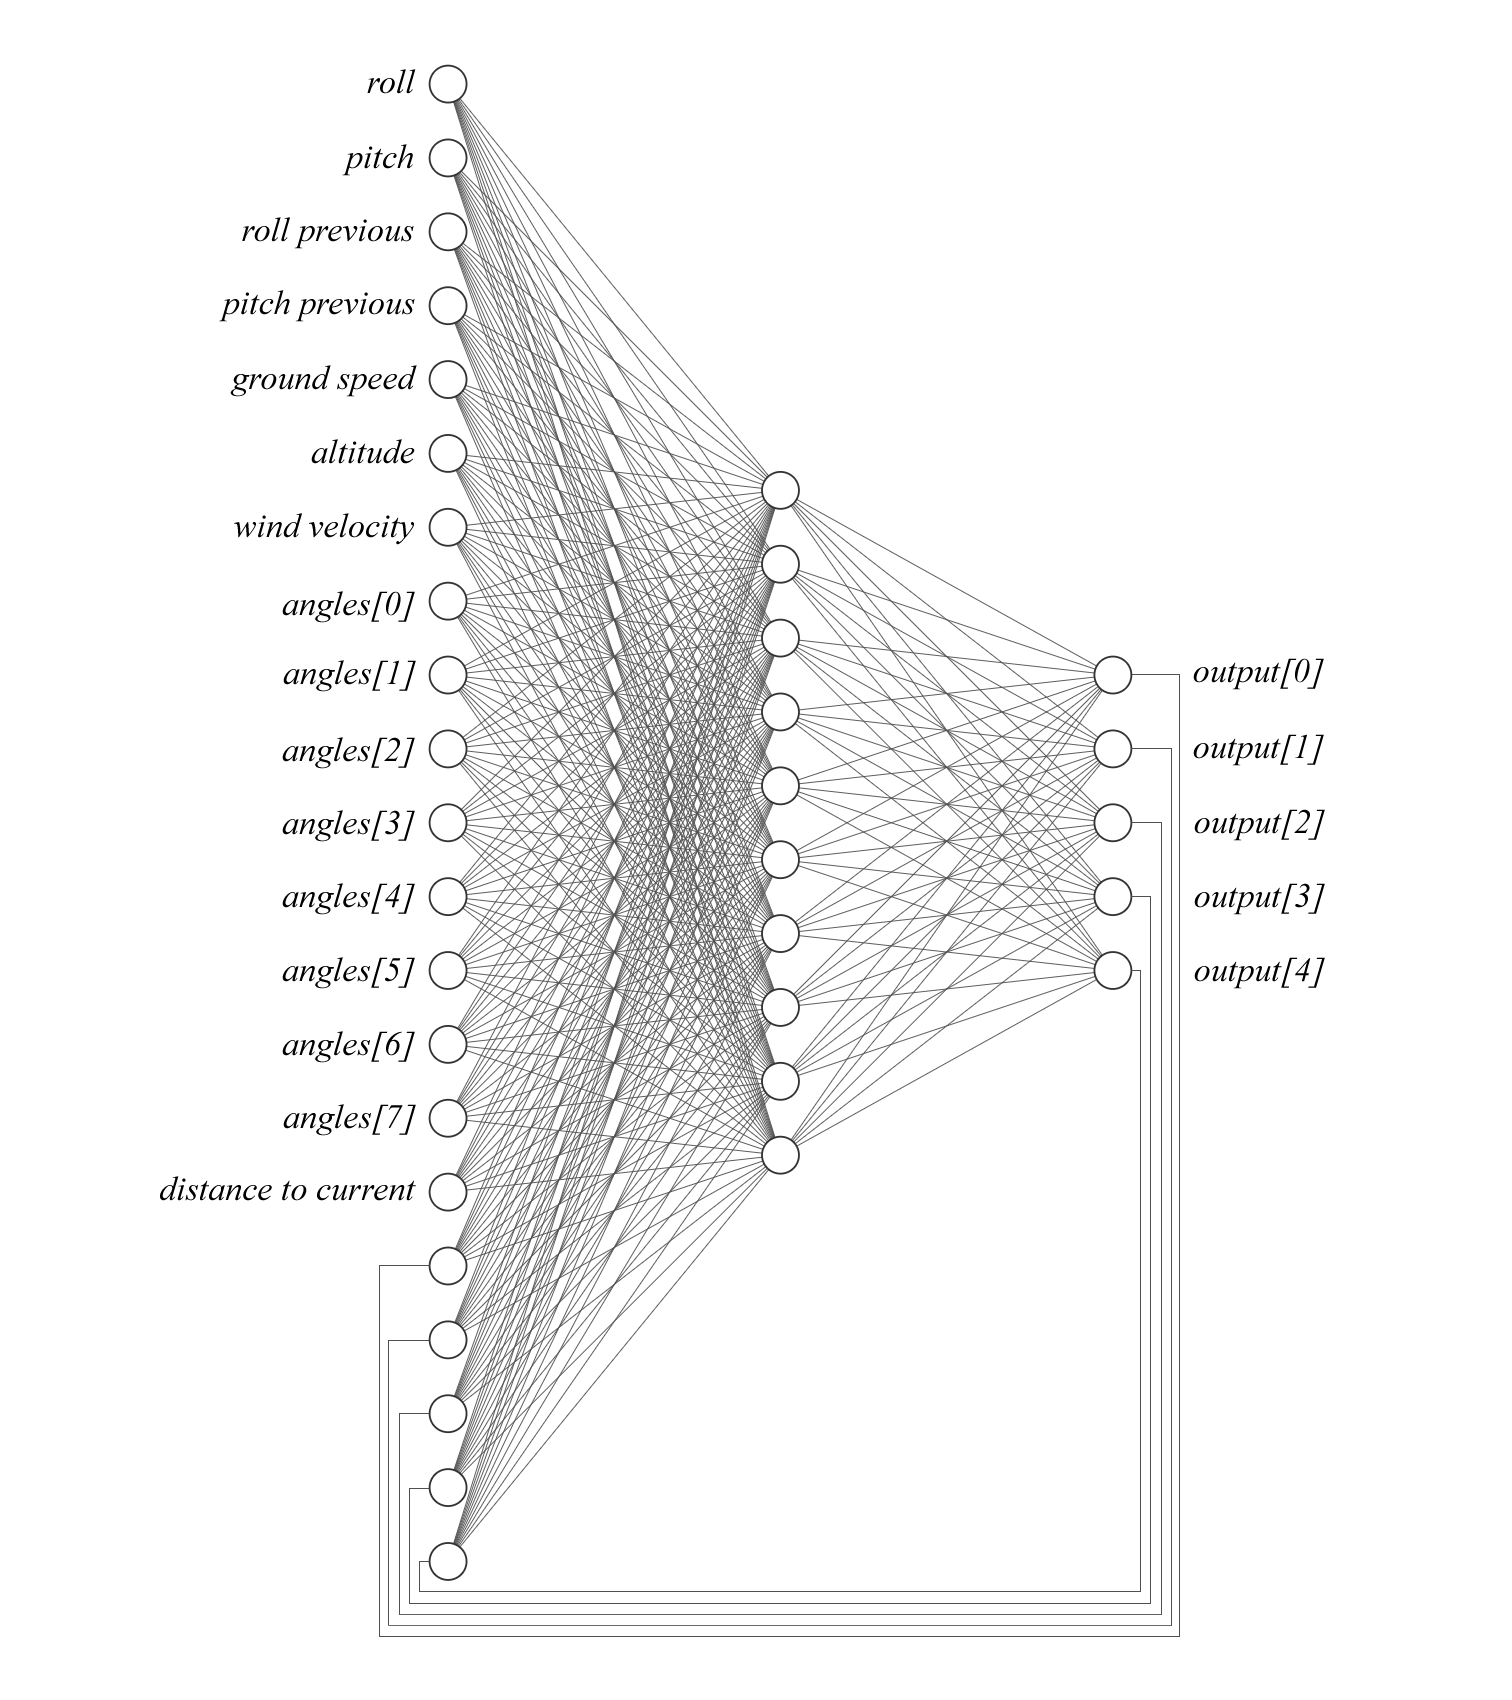 roll
pitch
roll previous
pitch previous
ground speed
altitude
wind velocity
angles[0]
angles[1]
angles[2]
angles[3]
angles[4]
angles[5]
angles[6]
angles[7]
distance to current
output[0]
output[1]
output[2]
output[3]
output[4]